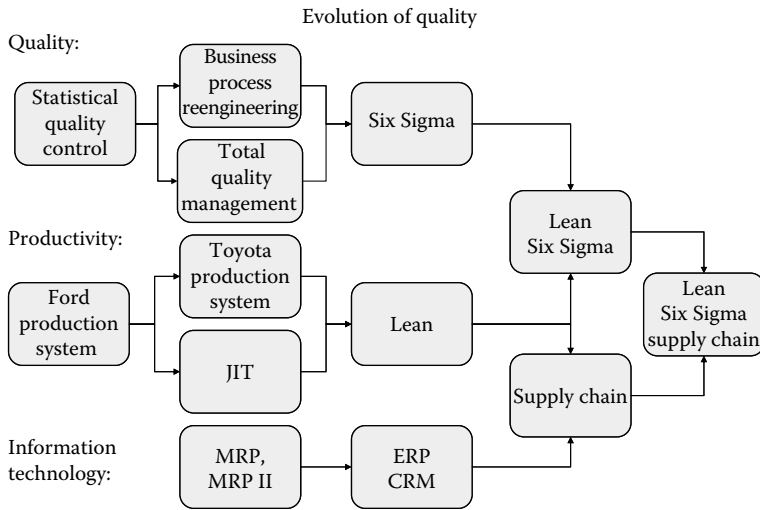 Evolution of quality
Quality:
Statistical
quality
control
Business
process
reengineering
Total
quality
management
Six Sigma
Productivity:
Ford
production
system
Toyota
production
system
JIT
Lean
Lean
Six Sigma
Supply chain
Lean
Six Sigma
supply chain
Information
technology:
MRP,
MRP II
ERP
CRM